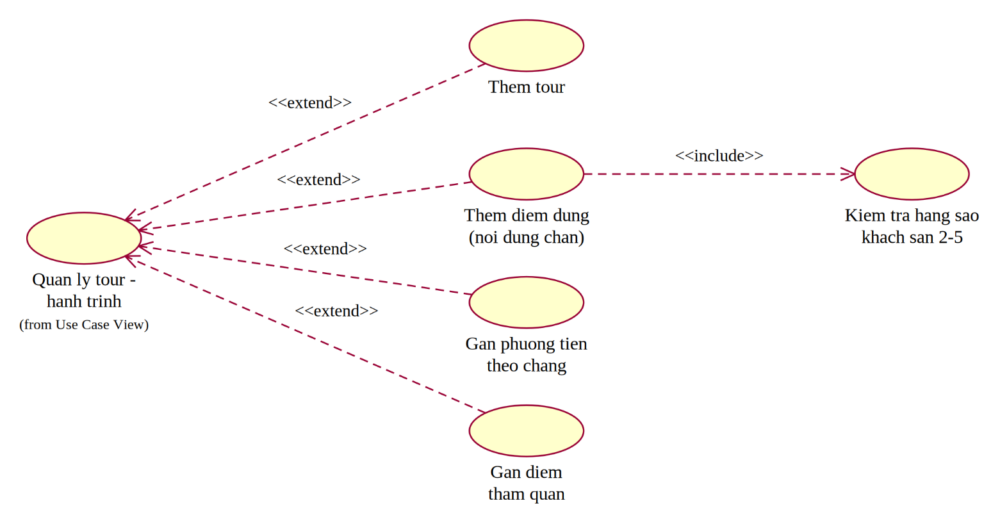 Them tour
<<extend>>
<<include>>
<<extend>>
Them diem dung
(noi dung chan)
Kiem tra hang sao
khach san 2-5
<<extend>>
Quan ly tour -
hanh trinh
(from Use Case View)
<<extend>>
Gan phuong tien
theo chang
Gan diem
tham quan